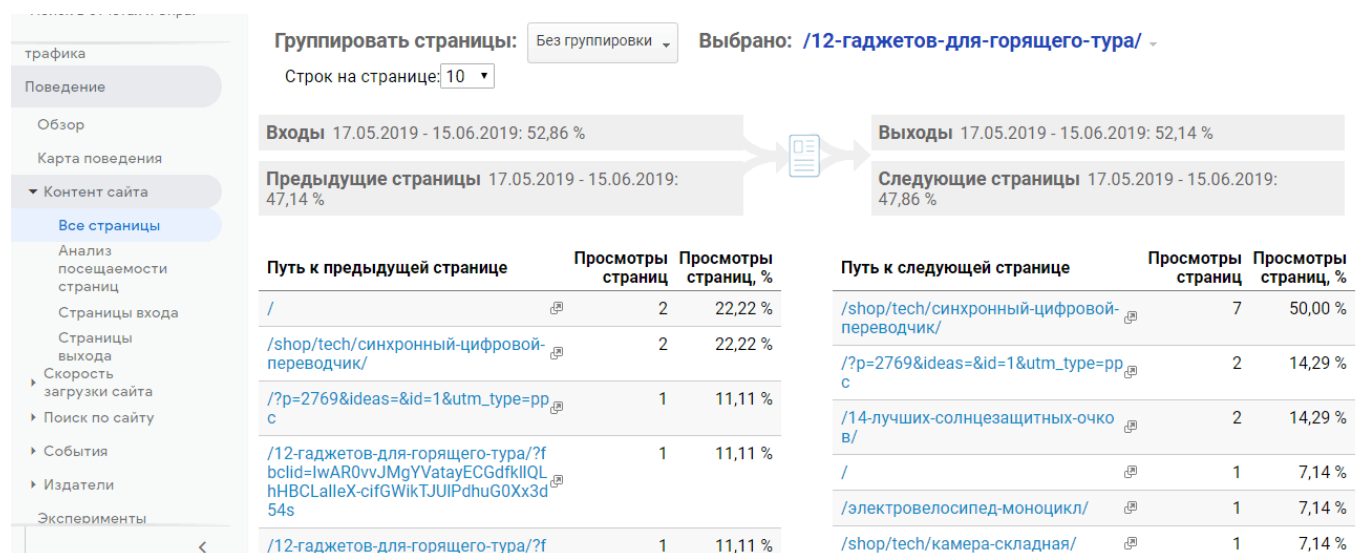 трафика
Поведение
Обзор
Карта поведения
Контент сайта
Все страницы
Анализ
посещаемости
страниц
Страницы входа
Страницы
выхода
Скорость
загрузки сайта
Поиск по сайту
События
Издатели
Эксперименты
Группировать страницы: Без группировки Выбрано: /12-гаджетов-для-горящего-тура/
Строк на странице: 10
Входы 17.05.2019 - 15.06.2019: 52,86 %
Предыдущие страницы 17.05.2019 - 15.06.2019:
47,14 %
Выходы 17.05.2019 - 15.06.2019: 52,14 %
Следующие страницы 17.05.2019 - 15.06.2019:
47,86 %
Путь к предыдущей странице Просмотры страниц Просмотры страниц, %
/ 2 22,22 %
/shop/tech/синхронный-цифровой- 2 22,22 %
переводчик/
/?p=2769&ideas=&id=1&utm_type=pp 1 11,11 %
c
/12-гаджетов-для-горящего-тура/?f 1 11,11 %
bclid=IwAR0vvJMgYVatayECGdfklIQL
hHBCLaIleX-cifGWikTJUlPdhuG0Xx3d
54s
/12-гаджетов-для-горящего-тура/?f 1 11,11 %
Путь к следующей странице Просмотры страниц Просмотры страниц, %
/shop/tech/синхронный-цифровой- 7 50,00 %
переводчик/
/?p=2769&ideas=&id=1&utm_type=pp 2 14,29 %
c
/14-лучших-солнцезащитных-очко 2 14,29 %
в/
/ 1 7,14 %
/электровелосипед-моноцикл/ 1 7,14 %
/shop/tech/камера-складная/ 1 7,14 %